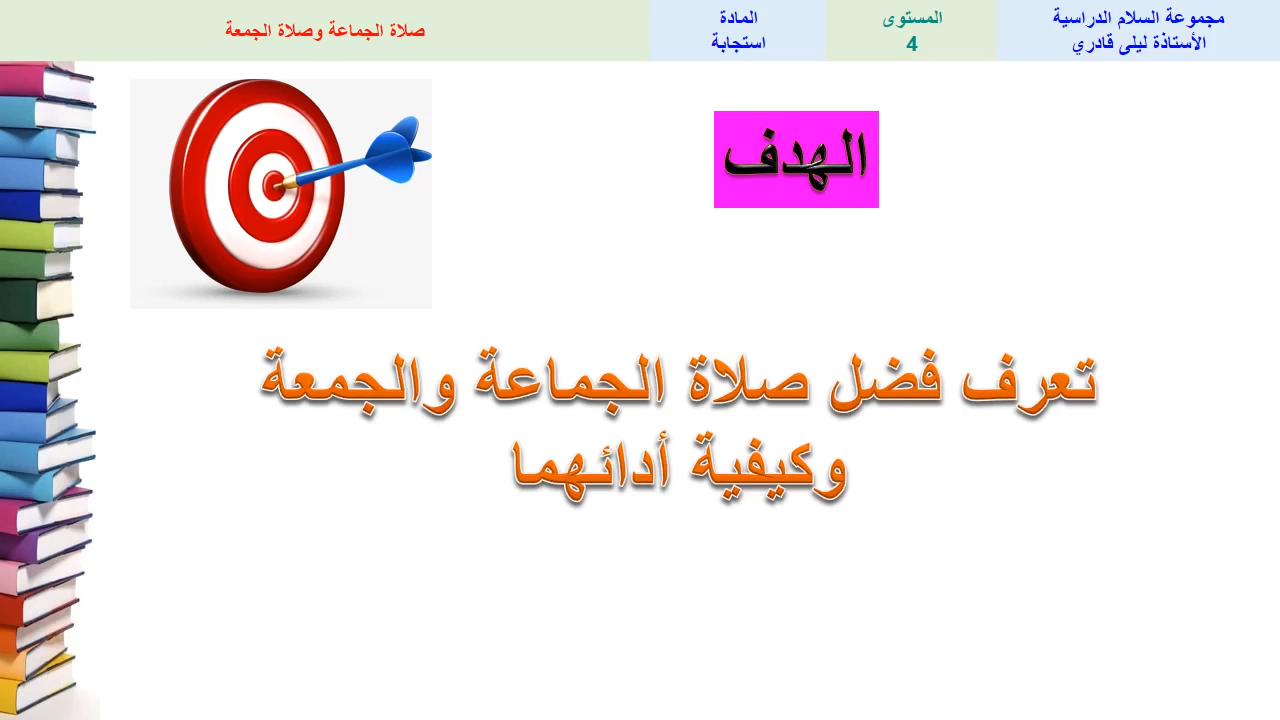 مجموعة السلام الدراسية
الأستاذة ليلى قادري
المستوى
4
المادة
استجابة
صلاة الجماعة وصلاة الجمعة
الهدف
تعرف فضل صلاة الجماعة والجمعة
وكيفية أدائهما